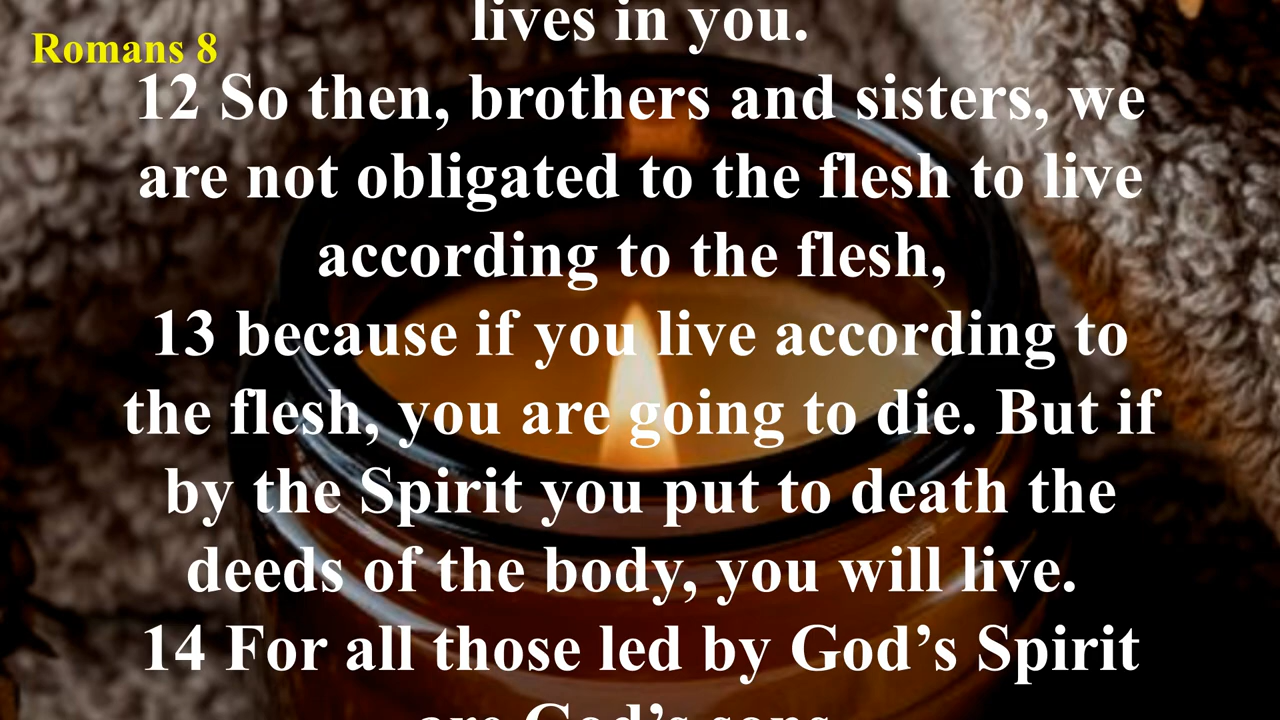 lives in you.
Romans 8
12 So then, brothers and sisters, we
are not obligated to the flesh to live
according to the flesh,
13 because if you live according to
the flesh, you are going to die. But if
by the Spirit you put to death the
deeds of the body, you will live.
14 For all those led by God’s Spirit
are God’s sons